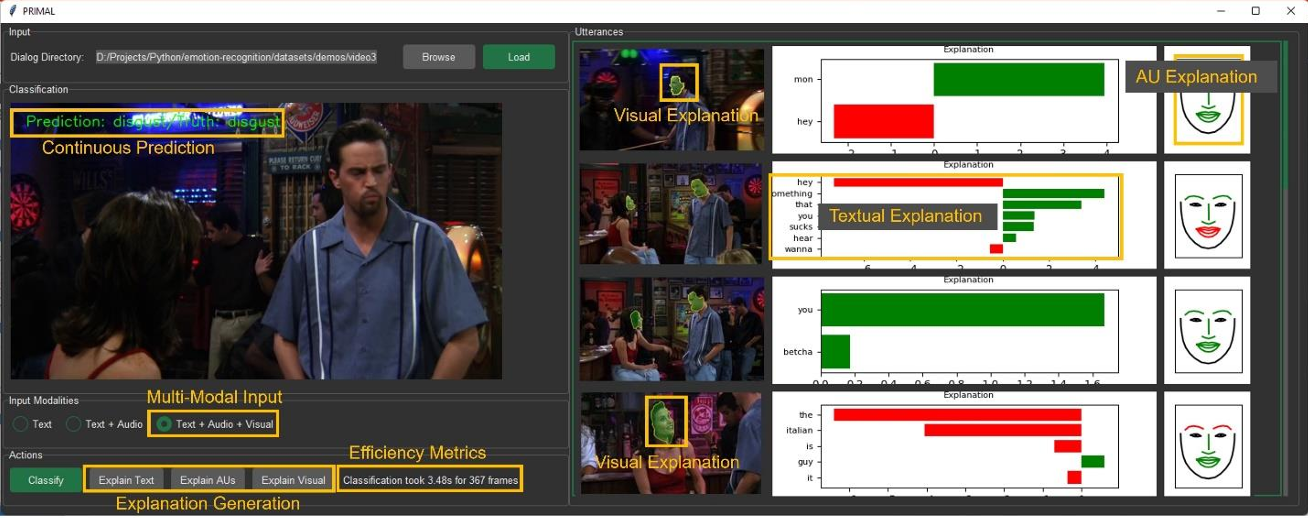 PRIMAL
Input
Dialog Directory: D:/Projects/Python/emotion-recognition/datasets/demos/video3 Browse Load
Classification
Prediction: disgust/Truth: disgust
Continuous Prediction
PLEASE RETURN CUE
TO RACK
Input Modalities
Multi-Modal Input
Text Text + Audio Text + Audio + Visual
Actions
Efficiency Metrics
Classify Explain Text Explain AUs Explain Visual Classification took 3.48s for 367 frames
Explanation Generation
Utterances
Visual Explanation
Explanation
mon
hey
-2 -1 0 1 2 3 4
AU Explanation
Explanation
hey
omething
that
you
sucks
hear
wanna
Textual Explanation
-6 -4 -2 0 2 4
Explanation
you
betcha
0.0 0.2 0.4 0.6 0.8 1.0 1.2 1.4 1.6
Visual Explanation
Explanation
the
italian
is
guy
it